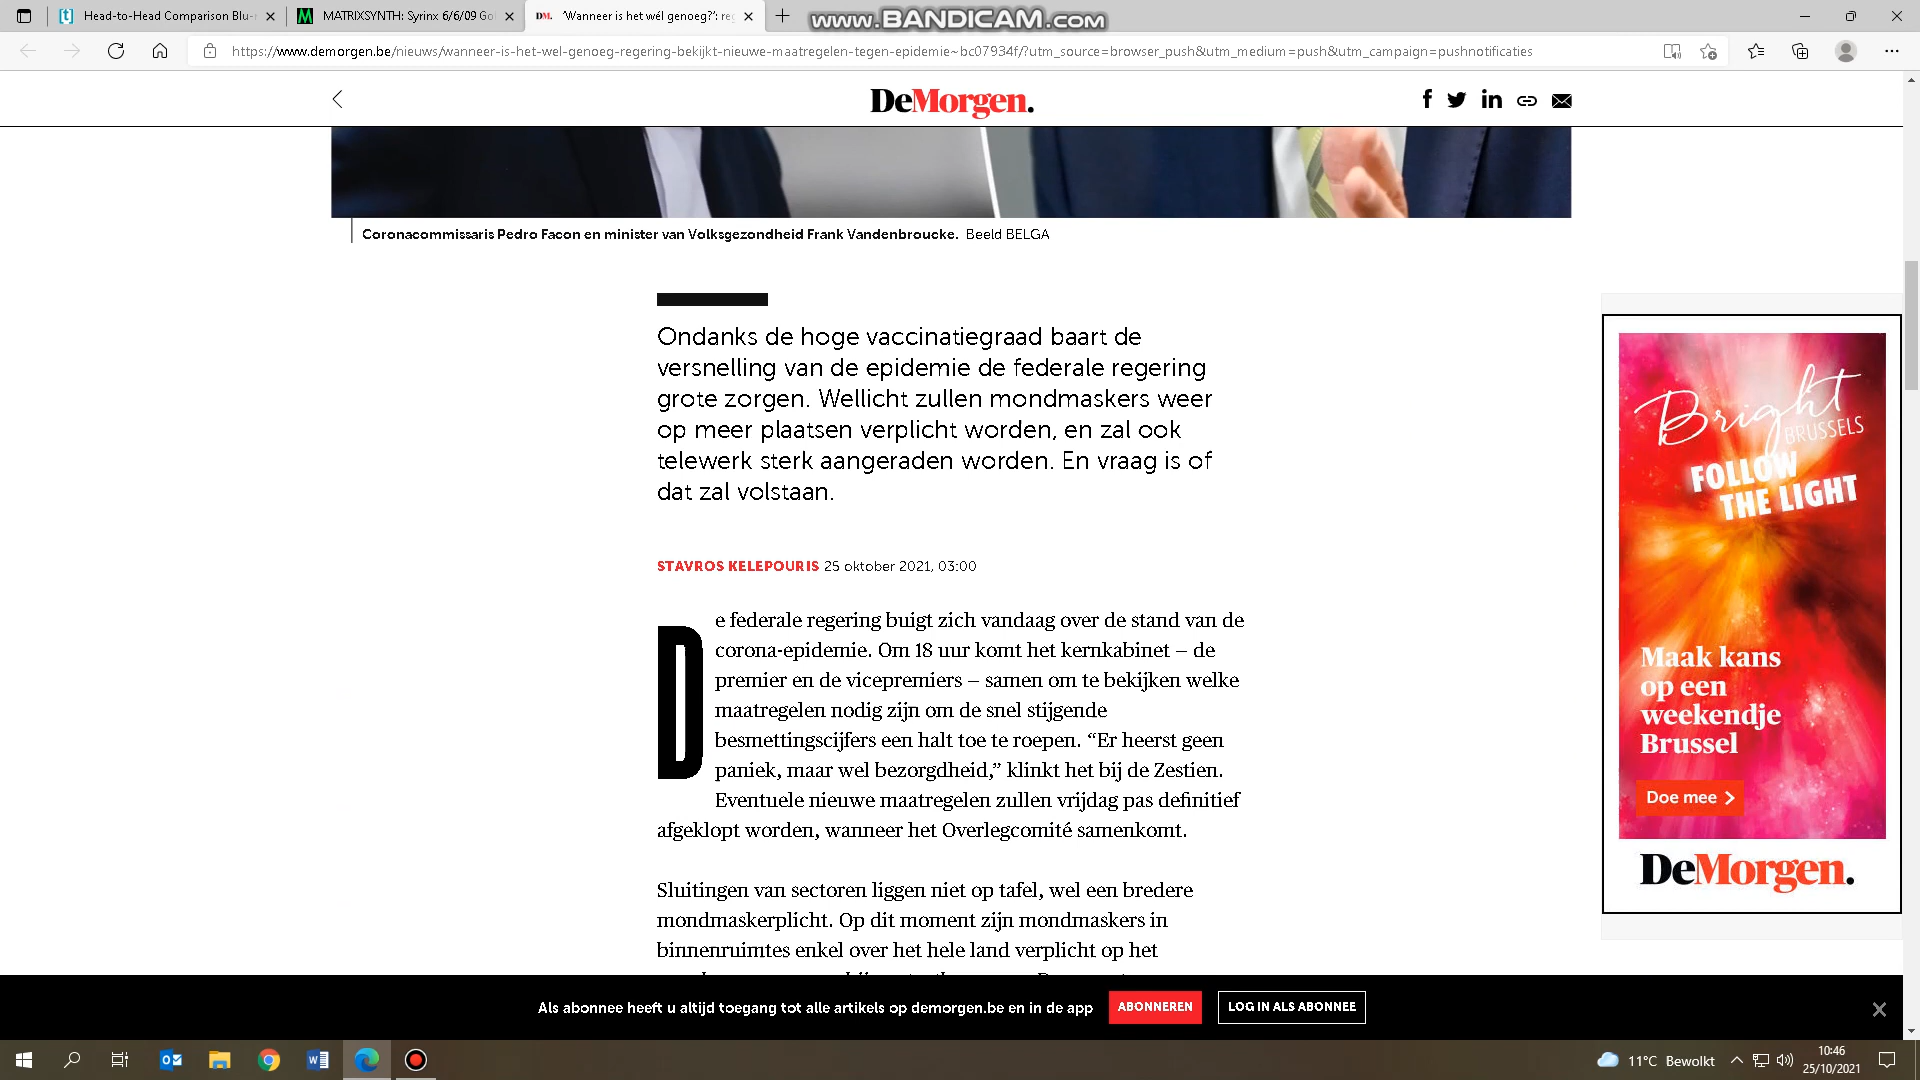 Head-to-Head Comparison Blu-r
MATRIXSYNTH: Syrinx 6/6/09 Gol
DM. 'Wanneer is het wél genoeg?': reg
www.BANDICAM.com
https://www.demorgen.be/nieuws/wanneer-is-het-wel-genoeg-regering-bekijkt-nieuwe-maatregelen-tegen-epidemie~bc07934f/?utm_source=browser_push&utm_medium=push&utm_campaign=pushnotificaties
DeMorgen.
Coronacommissaris Pedro Facon en minister van Volksgezondheid Frank Vandenbroucke. Beeld BELGA
Ondanks de hoge vaccinatiegraad baart de
versnelling van de epidemie de federale regering
grote zorgen. Wellicht zullen mondmaskers weer
op meer plaatsen verplicht worden, en zal ook
telewerk sterk aangeraden worden. En vraag is of
dat zal volstaan.
STAVROS KELEPOURIS 25 oktober 2021, 03:00
De federale regering buigt zich vandaag over de stand van de
corona-epidemie. Om 18 uur komt het kernkabinet – de
premier en de vicepremiers – samen om te bekijken welke
maatregelen nodig zijn om de snel stijgende
besmettingscijfers een halt toe te roepen. “Er heerst geen
paniek, maar wel bezorgdheid,” klinkt het bij de Zestien.
Eventuele nieuwe maatregelen zullen vrijdag pas definitief
afgeklopt worden, wanneer het Overlegcomité samenkomt.
Sluitingen van sectoren liggen niet op tafel, wel een bredere
mondmaskerplicht. Op dit moment zijn mondmaskers in
binnenruimtes enkel over het hele land verplicht op het
Bright
BRUSSELS
FOLLOW
THE LIGHT
Maak kans
op een
weekendje
Brussel
Doe mee
DeMorgen.
Als abonnee heeft u altijd toegang tot alle artikels op demorgen.be en in de app
ABONNEREN
LOG IN ALS ABONNEE
11°C Bewolkt
10:46
25/10/2021